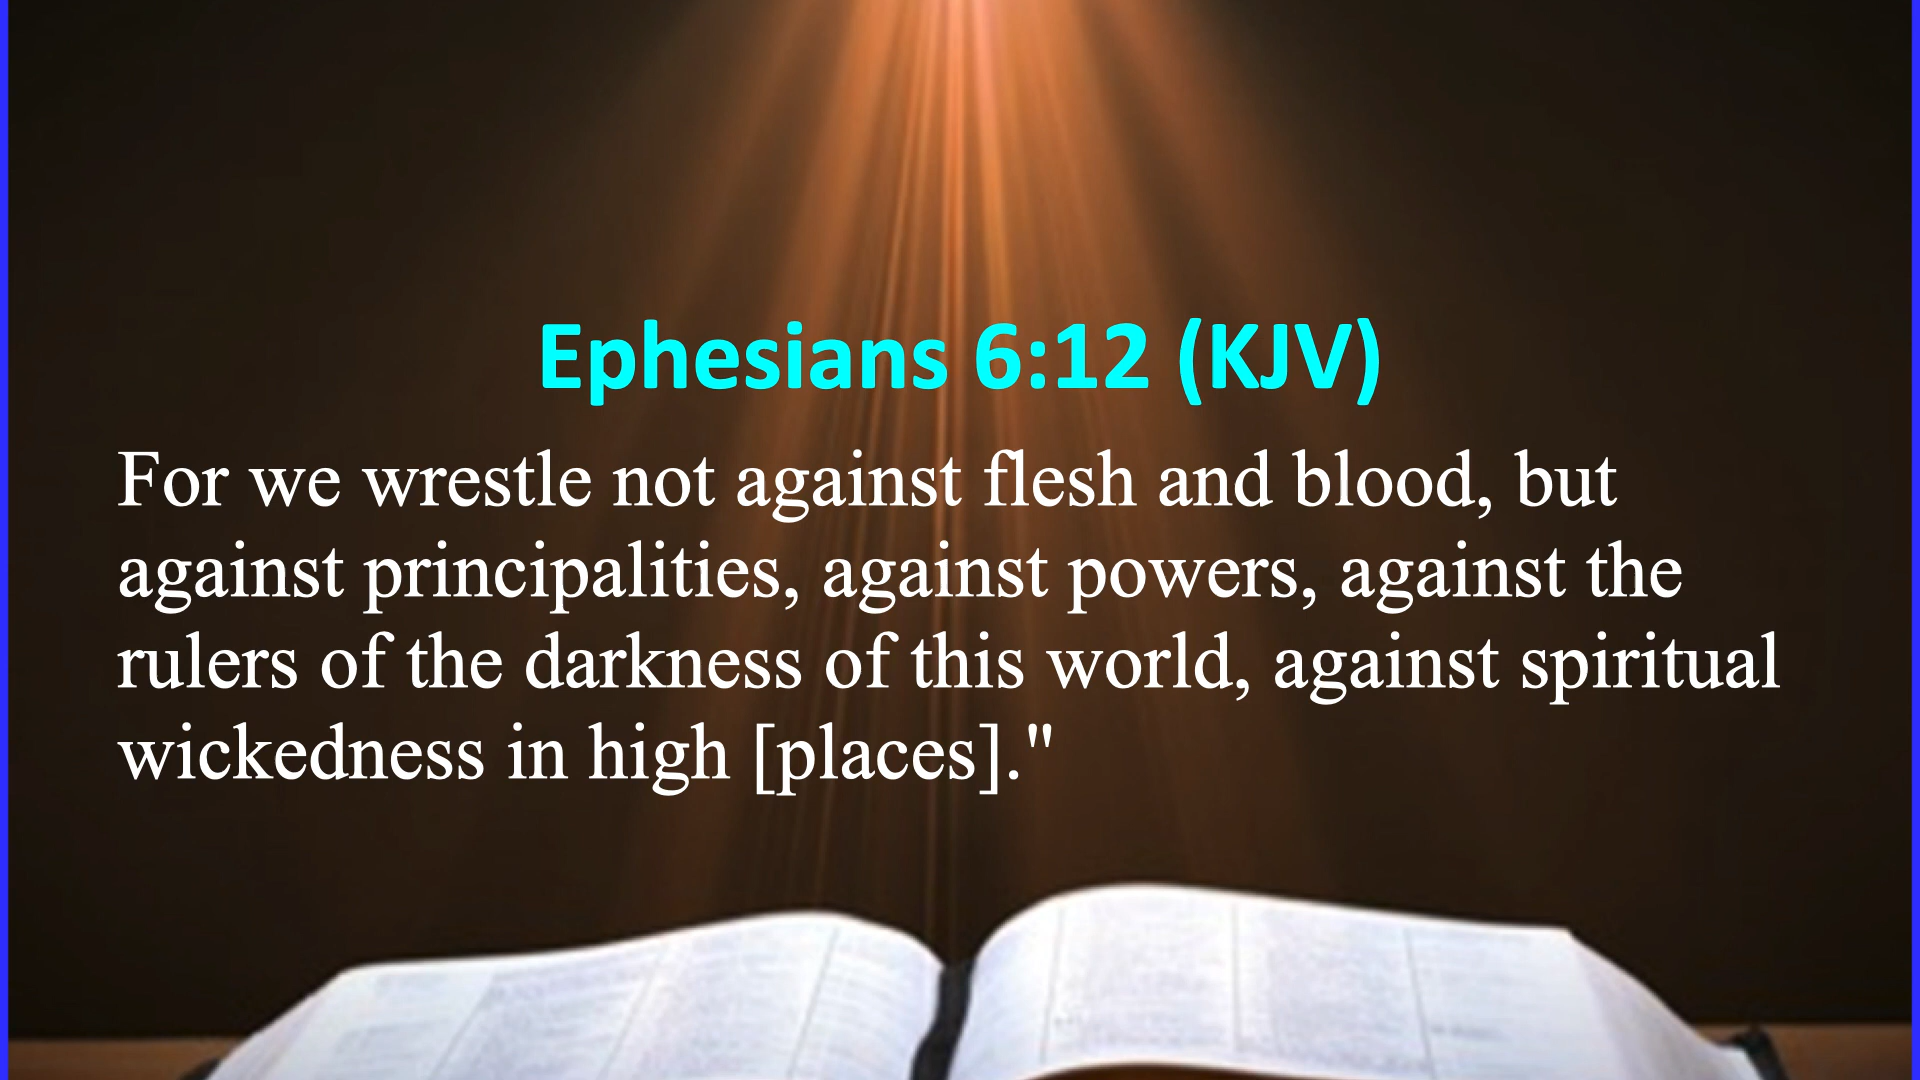 Ephesians 6:12 (KJV)
For we wrestle not against flesh and blood, but
against principalities, against powers, against the
rulers of the darkness of this world, against spiritual
wickedness in high [places]."